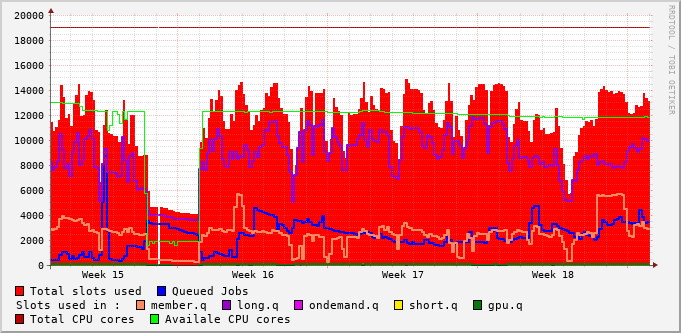 20000
18000
16000
14000
12000
10000
8000
6000
4000
2000
0
Week 15 Week 16 Week 17 Week 18
RRDTOOL / TOBI OETIKER
Total slots used Queued Jobs
Slots used in : member.q long.q ondemand.q short.q gpu.q
Total CPU cores Availale CPU cores